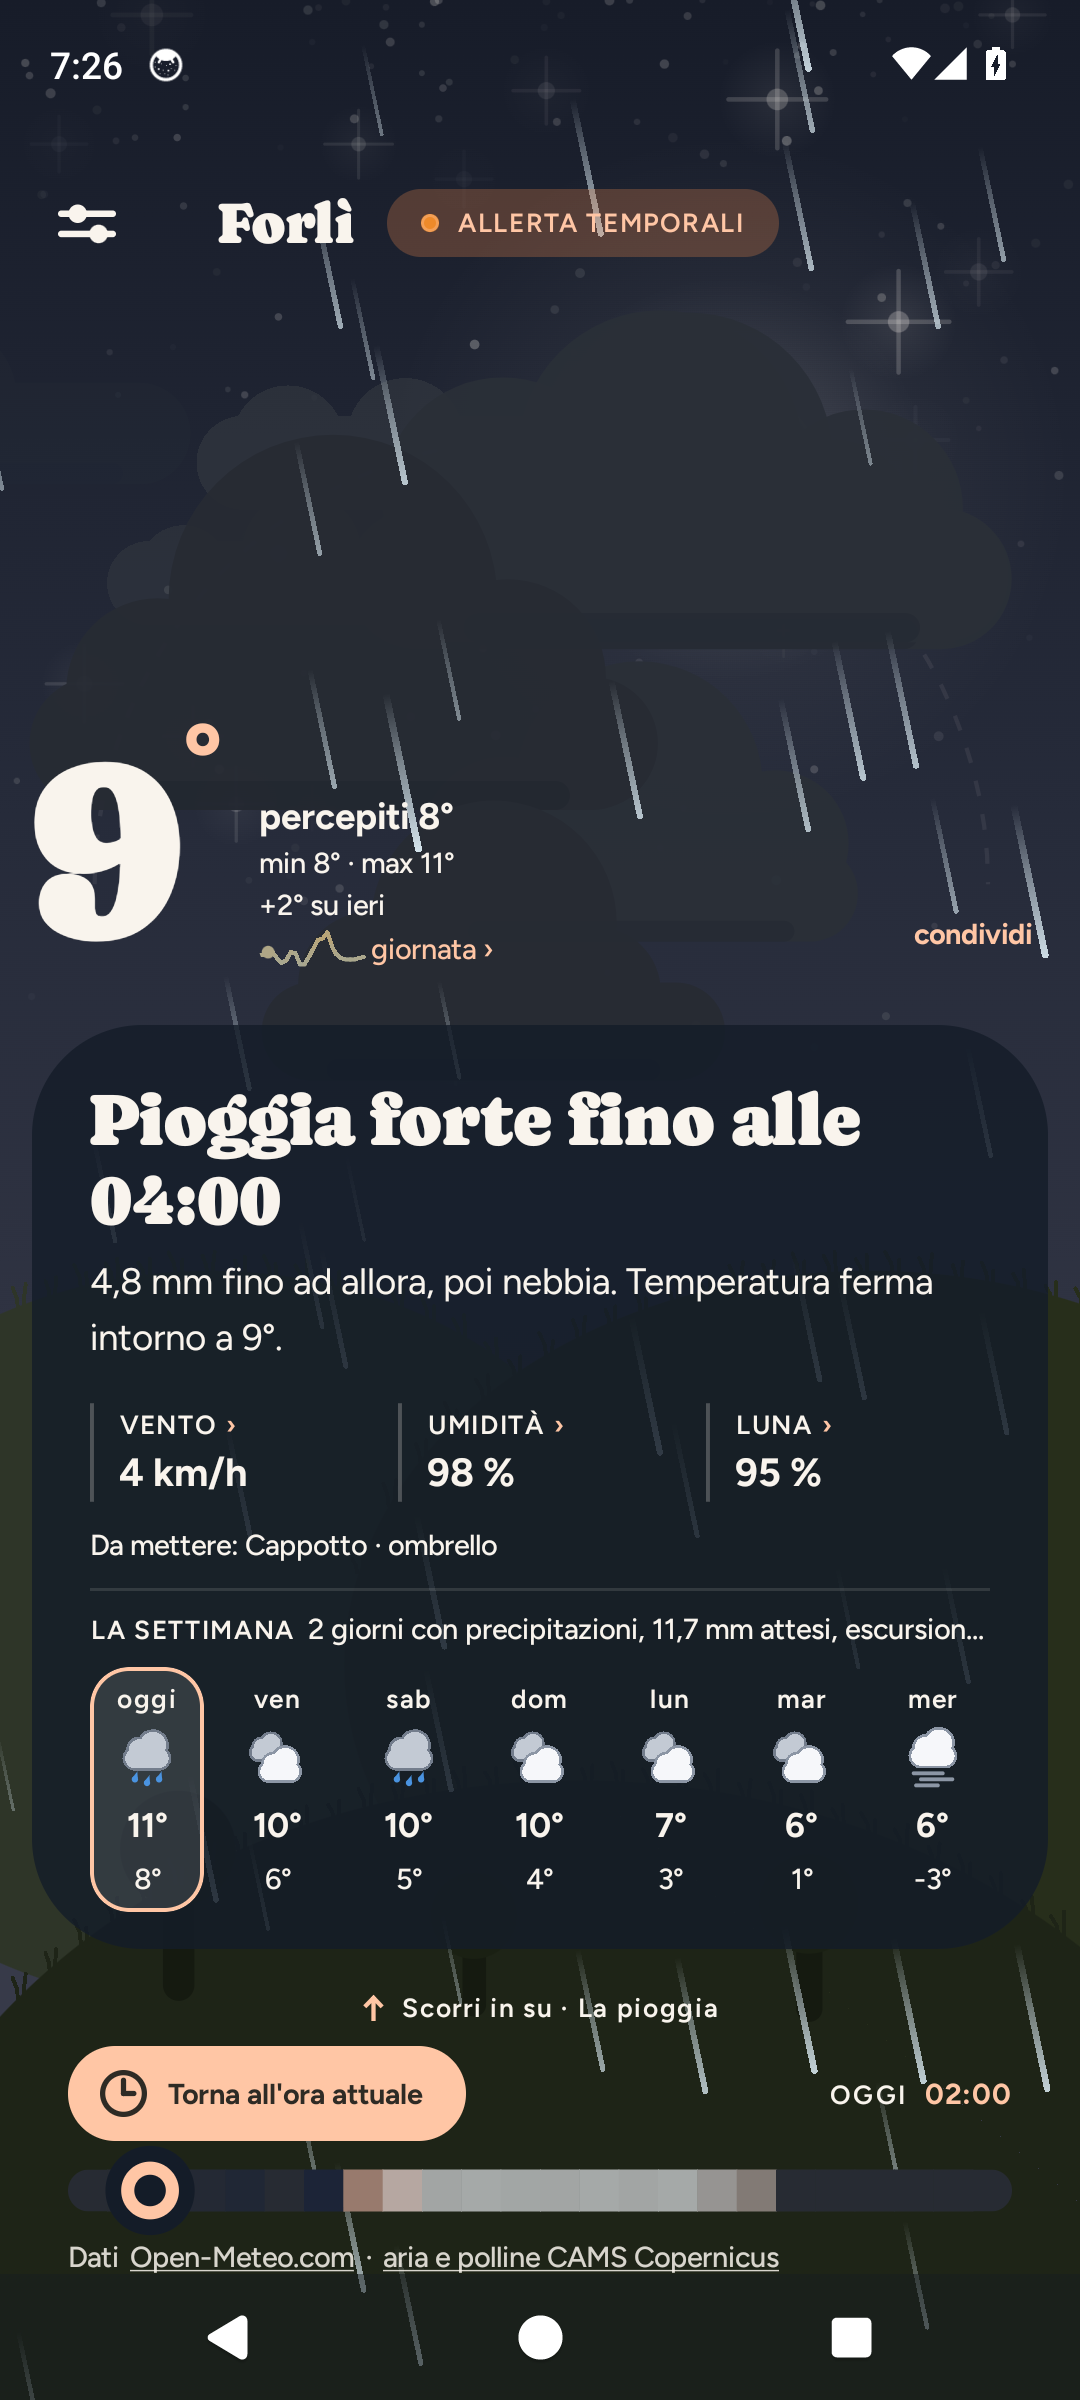 7:26
Forlì
ALLERTA TEMPORALI
9°
percepiti 8°
min 8° · max 11°
+2° su ieri
giornata ›
condividi
Pioggia forte fino alle
04:00
4,8 mm fino ad allora, poi nebbia. Temperatura ferma
intorno a 9°.
VENTO › UMIDITÀ › LUNA ›
4 km/h 98 % 95 %
Da mettere: Cappotto · ombrello
LA SETTIMANA 2 giorni con precipitazioni, 11,7 mm attesi, escursion...
oggi ven sab dom lun mar mer
11° 10° 10° 10° 7° 6° 6°
8° 6° 5° 4° 3° 1° -3°
↑ Scorri in su · La pioggia
Torna all'ora attuale
OGGI 02:00
Dati Open-Meteo.com · aria e polline CAMS Copernicus